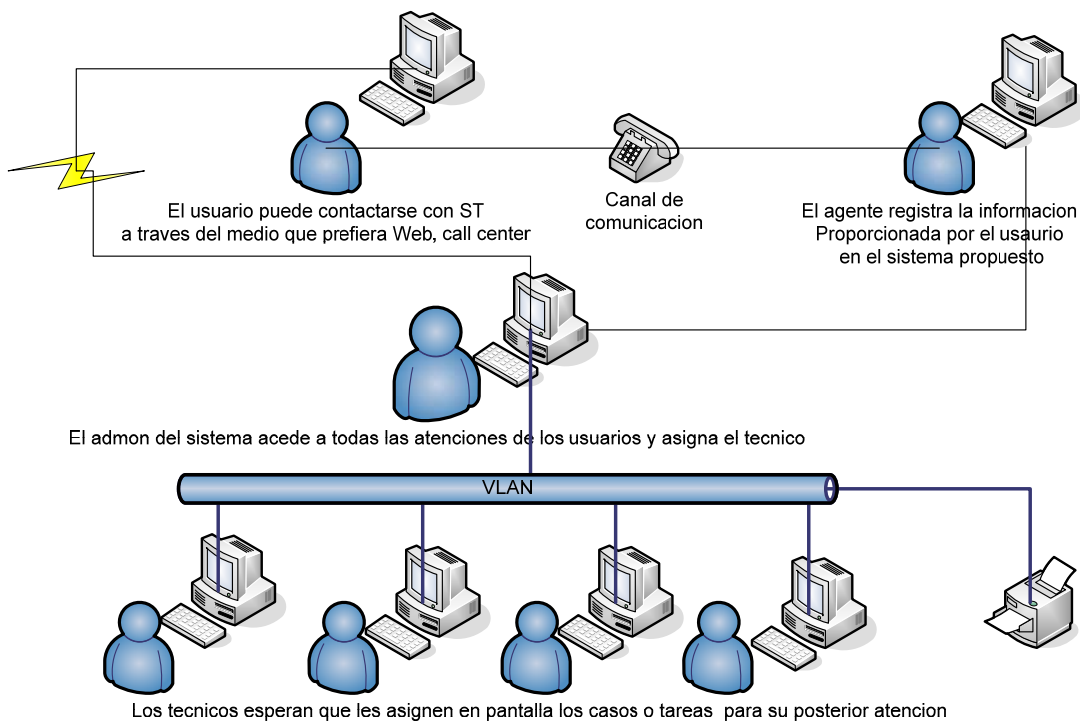 El usuario puede contactarse con ST
a traves del medio que prefiera Web, call center
Canal de
comunicacion
El agente registra la informacion
Proporcionada por el usaurio
en el sistema propuesto
El admon del sistema acede a todas las atenciones de los usuarios y asigna el tecnico
VLAN
Los tecnicos esperan que les asignen en pantalla los casos o tareas para su posterior atencion